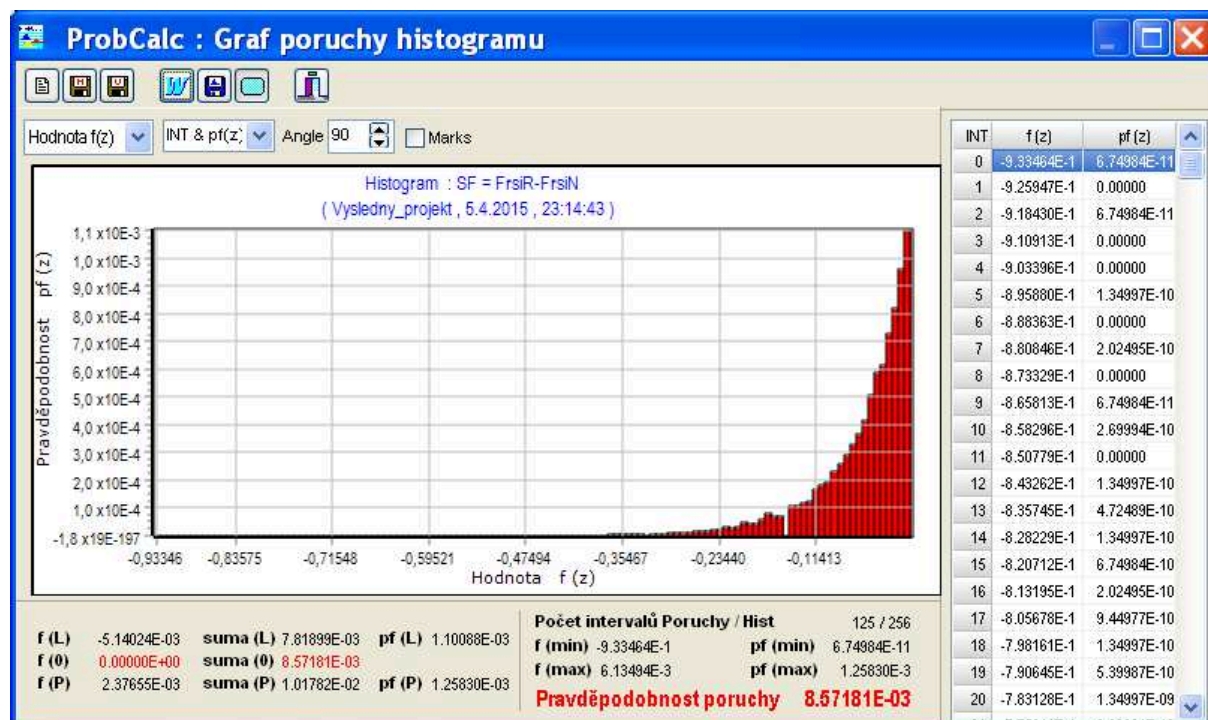 ProbCalc : Graf poruchy histogramu
Hodnota f(z) INT & pf(z) Angle 90 Marks
Histogram : SF = FrsiR-FrsiN
( Vysledny_projekt , 5.4.2015 , 23:14:43 )
Pravděpodobnost pf (z)
1,1 x10E-3
1,0 x10E-3
9,0 x10E-4
8,0 x10E-4
7,0 x10E-4
6,0 x10E-4
5,0 x10E-4
4,0 x10E-4
3,0 x10E-4
2,0 x10E-4
1,0 x10E-4
-1,8 x19E-197
-0,93346 -0,83575 -0,71548 -0,59521 -0,47494 -0,35467 -0,23440 -0,11413
Hodnota f (z)
INT f (z) pf (z)
0 -9.33464E-1 6.74984E-11
1 -9.25947E-1 0.00000
2 -9.18430E-1 6.74984E-11
3 -9.10913E-1 0.00000
4 -9.03396E-1 0.00000
5 -8.95880E-1 1.34997E-10
6 -8.88363E-1 0.00000
7 -8.80846E-1 2.02495E-10
8 -8.73329E-1 0.00000
9 -8.65813E-1 6.74984E-11
10 -8.58296E-1 2.69994E-10
11 -8.50779E-1 0.00000
12 -8.43262E-1 1.34997E-10
13 -8.35745E-1 4.72489E-10
14 -8.28229E-1 1.34997E-10
15 -8.20712E-1 6.74984E-10
16 -8.13195E-1 2.02495E-10
17 -8.05678E-1 9.44977E-10
18 -7.98161E-1 1.34997E-10
19 -7.90645E-1 5.39987E-10
20 -7.83128E-1 1.34997E-09
f (L) -5.14024E-03 suma (L) 7.81899E-03 pf (L) 1.10088E-03
f (0) 0.00000E+00 suma (0) 8.57181E-03
f (P) 2.37655E-03 suma (P) 1.01782E-02 pf (P) 1.25830E-03
Počet intervalů Poruchy / Hist 125 / 256
f (min) -9.33464E-1 pf (min) 6.74984E-11
f (max) 6.13494E-3 pf (max) 1.25830E-3
Pravděpodobnost poruchy 8.57181E-03